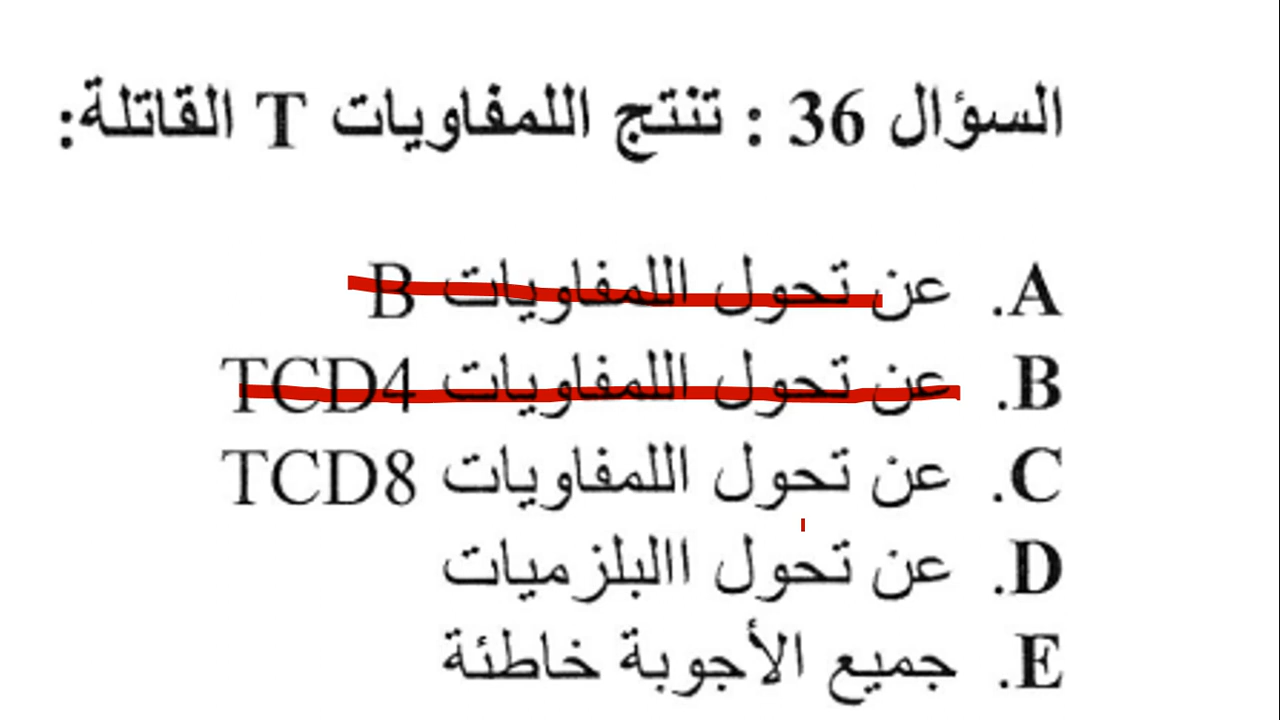 السؤال 36 : تنتج اللمفاويات T القاتلة:
A. عن تحول اللمفاويات B
B. عن تحول اللمفاويات TCD4
C. عن تحول اللمفاويات TCD8
D. عن تحول االبلزميات
E. جميع الأجوبة خاطئة